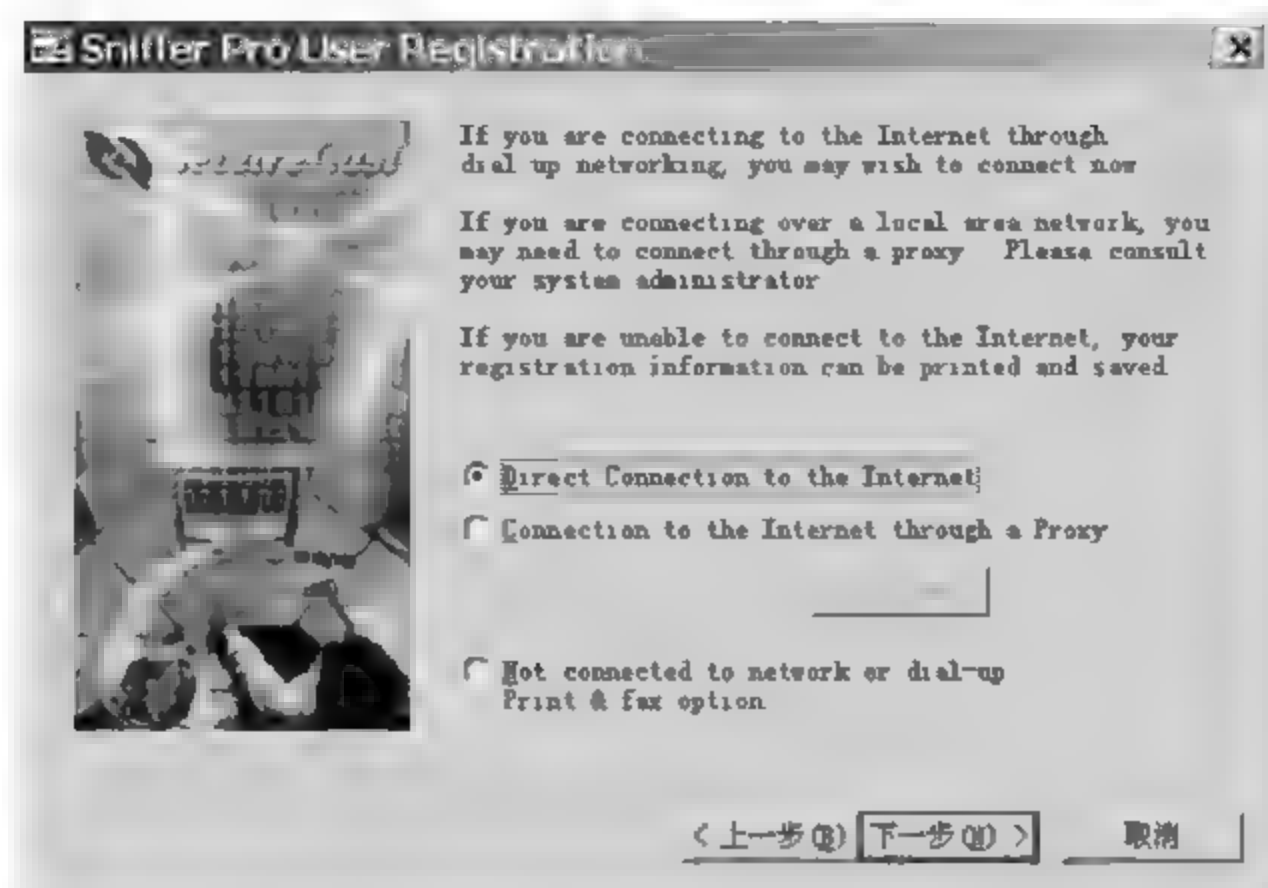 Sniffer Pro User Registration
If you are connecting to the Internet through
dial up networking, you may wish to connect now
If you are connecting over a local area network, you
may need to connect through a proxy Please consult
your system administrator
If you are unable to connect to the Internet, your
registration information can be printed and saved
Direct Connection to the Internet
Connection to the Internet through a Proxy
Not connected to network or dial-up
Print & fax option
< 上一步(B) 下一步(N) > 取消